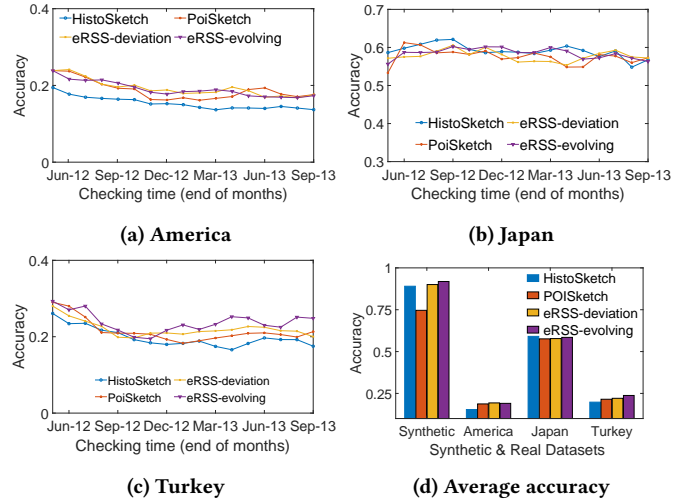 0.4
0.2
0
Accuracy
HistoSketch
PoiSketch
eRSS-deviation
eRSS-evolving
Jun-12 Sep-12 Dec-12 Mar-13 Jun-13 Sep-13
Checking time (end of months)
(a) America
0.7
0.6
0.5
0.3
Accuracy
HistoSketch eRSS-deviation
PoiSketch eRSS-evolving
Jun-12 Sep-12 Dec-12 Mar-13 Jun-13 Sep-13
Checking time (end of months)
(b) Japan
0.4
0.2
0
Accuracy
HistoSketch eRSS-deviation
PoiSketch eRSS-evolving
Jun-12 Sep-12 Dec-12 Mar-13 Jun-13 Sep-13
Checking time (end of months)
(c) Turkey
1
0.75
0.5
0.25
Accuracy
HistoSketch
POISketch
eRSS-deviation
eRSS-evolving
Synthetic America Japan Turkey
Synthetic & Real Datasets
(d) Average accuracy